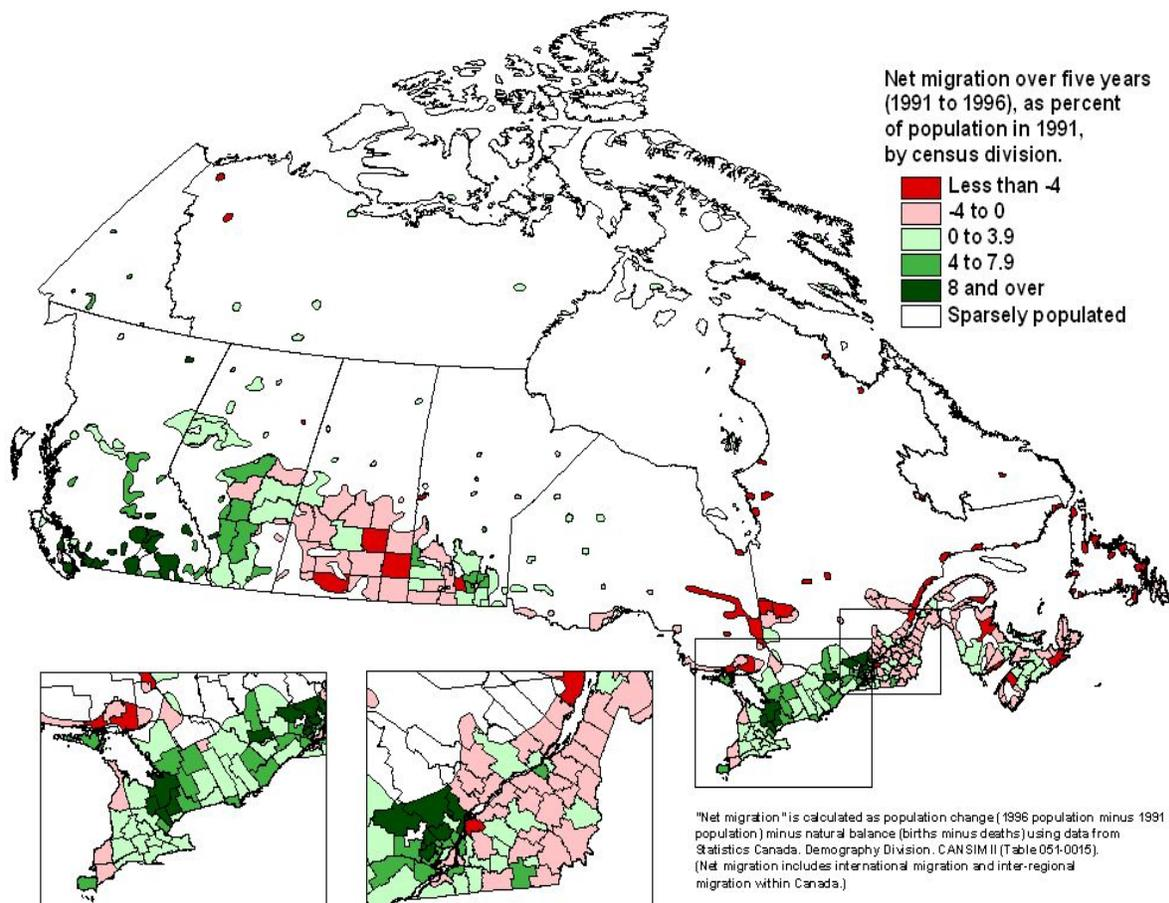 Net migration over five years
(1991 to 1996), as percent
of population in 1991,
by census division.
Less than -4
-4 to 0
0 to 3.9
4 to 7.9
8 and over
Sparsely populated
"Net migration" is calculated as population change (1996 population minus 1991
population) minus natural balance (births minus deaths) using data from
Statistics Canada. Demography Division. CANSIM II (Table 051-0015).
(Net migration includes international migration and inter-regional
migration within Canada.)